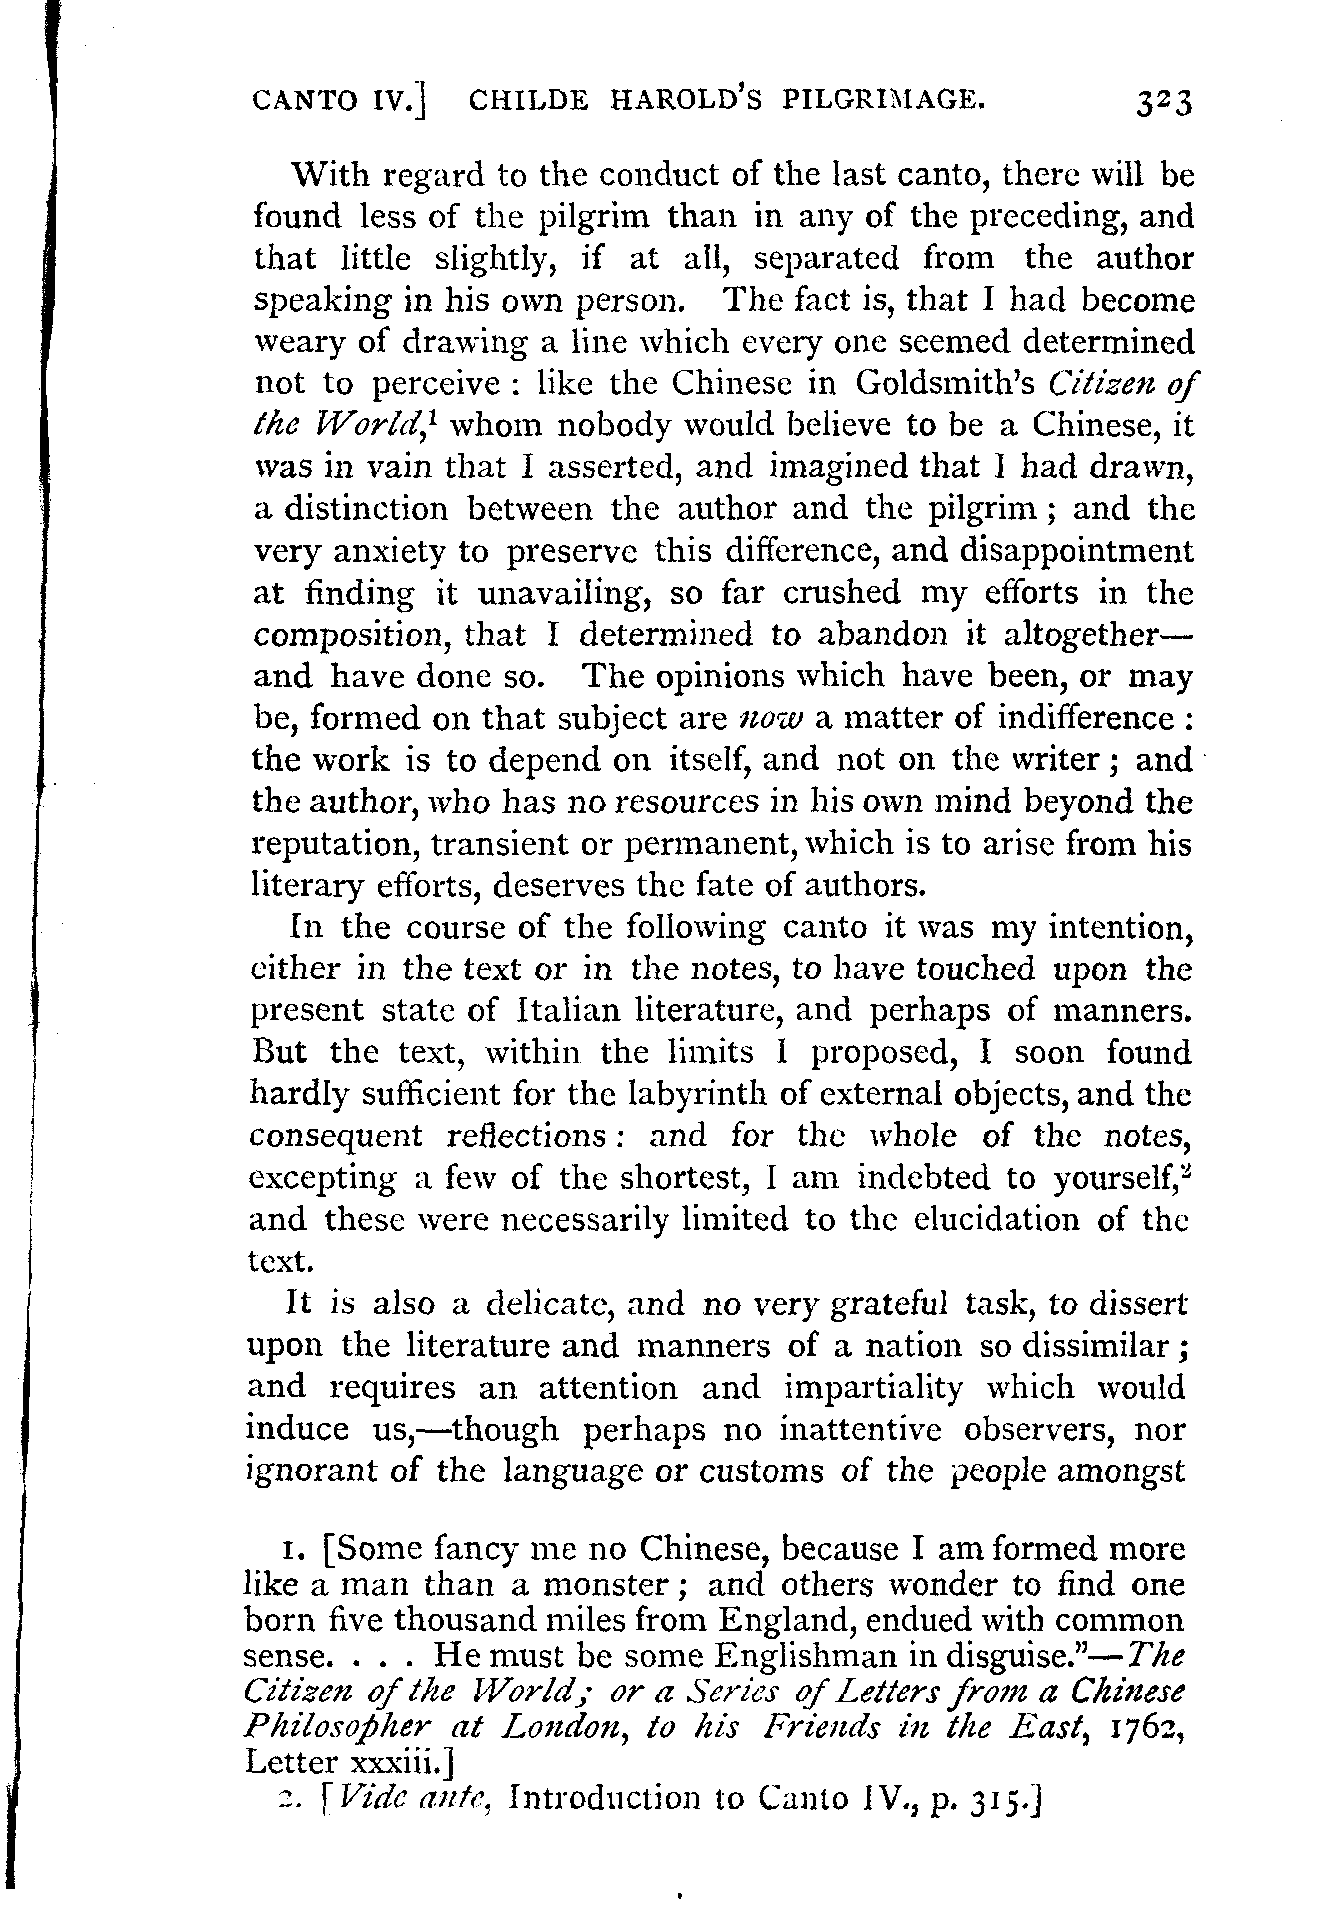 CANTO IV.] CHILDE HAROLD'S PILGRIMAGE. 323
With regard to the conduct of the last canto, there will be
found less of the pilgrim than in any of the preceding, and
that little slightly, if at all, separated from the author
speaking in his own person. The fact is, that I had become
weary of drawing a line which every one seemed determined
not to perceive : like the Chinese in Goldsmith's Citizen of
the World,¹ whom nobody would believe to be a Chinese, it
was in vain that I asserted, and imagined that I had drawn,
a distinction between the author and the pilgrim ; and the
very anxiety to preserve this difference, and disappointment
at finding it unavailing, so far crushed my efforts in the
composition, that I determined to abandon it altogether—
and have done so. The opinions which have been, or may
be, formed on that subject are now a matter of indifference :
the work is to depend on itself, and not on the writer ; and
the author, who has no resources in his own mind beyond the
reputation, transient or permanent, which is to arise from his
literary efforts, deserves the fate of authors.
In the course of the following canto it was my intention,
either in the text or in the notes, to have touched upon the
present state of Italian literature, and perhaps of manners.
But the text, within the limits I proposed, I soon found
hardly sufficient for the labyrinth of external objects, and the
consequent reflections : and for the whole of the notes,
excepting a few of the shortest, I am indebted to yourself,²
and these were necessarily limited to the elucidation of the
text.
It is also a delicate, and no very grateful task, to dissert
upon the literature and manners of a nation so dissimilar ;
and requires an attention and impartiality which would
induce us,—though perhaps no inattentive observers, nor
ignorant of the language or customs of the people amongst
1. [Some fancy me no Chinese, because I am formed more
like a man than a monster ; and others wonder to find one
born five thousand miles from England, endued with common
sense. . . . He must be some Englishman in disguise."—The
Citizen of the World; or a Series of Letters from a Chinese
Philosopher at London, to his Friends in the East, 1762,
Letter xxxiii.]
2. [Vide ante, Introduction to Canto IV., p. 315.]